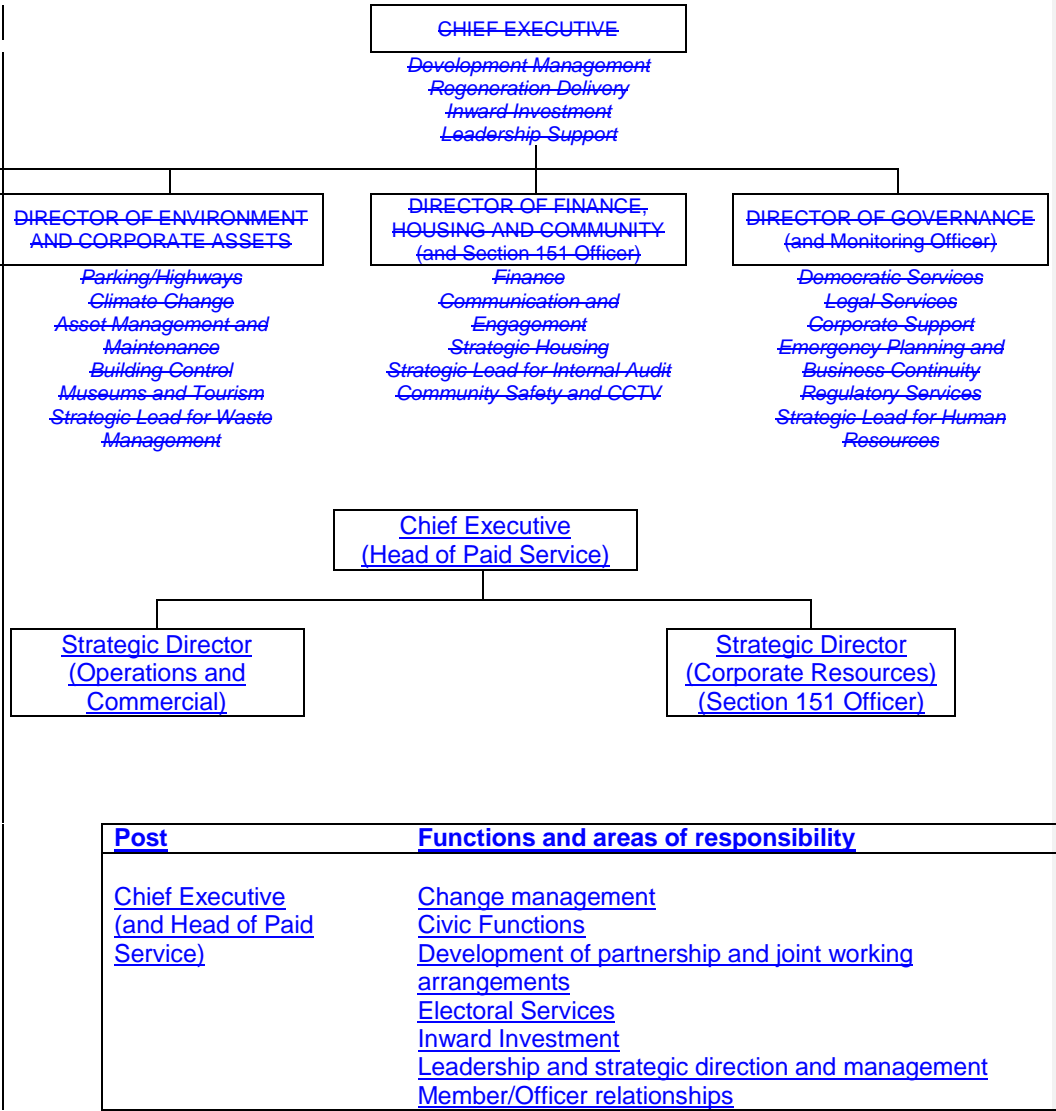 CHIEF EXECUTIVE
Development Management
Regeneration Delivery
Inward Investment
Leadership Support
DIRECTOR OF ENVIRONMENT
AND CORPORATE ASSETS
Parking/Highways
Climate Change
Asset Management and
Maintenance
Building Control
Museums and Tourism
Strategic Lead for Waste
Management
DIRECTOR OF FINANCE,
HOUSING AND COMMUNITY
(and Section 151 Officer)
Finance
Communication and
Engagement
Strategic Housing
Strategic Lead for Internal Audit
Community Safety and CCTV
DIRECTOR OF GOVERNANCE
(and Monitoring Officer)
Democratic Services
Legal Services
Corporate Support
Emergency Planning and
Business Continuity
Regulatory Services
Strategic Lead for Human
Resources
Chief Executive
(Head of Paid Service)
Strategic Director
(Operations and
Commercial)
Strategic Director
(Corporate Resources)
(Section 151 Officer)
Post Functions and areas of responsibility
Chief Executive
(and Head of Paid
Service)
Change management
Civic Functions
Development of partnership and joint working
arrangements
Electoral Services
Inward Investment
Leadership and strategic direction and management
Member/Officer relationships